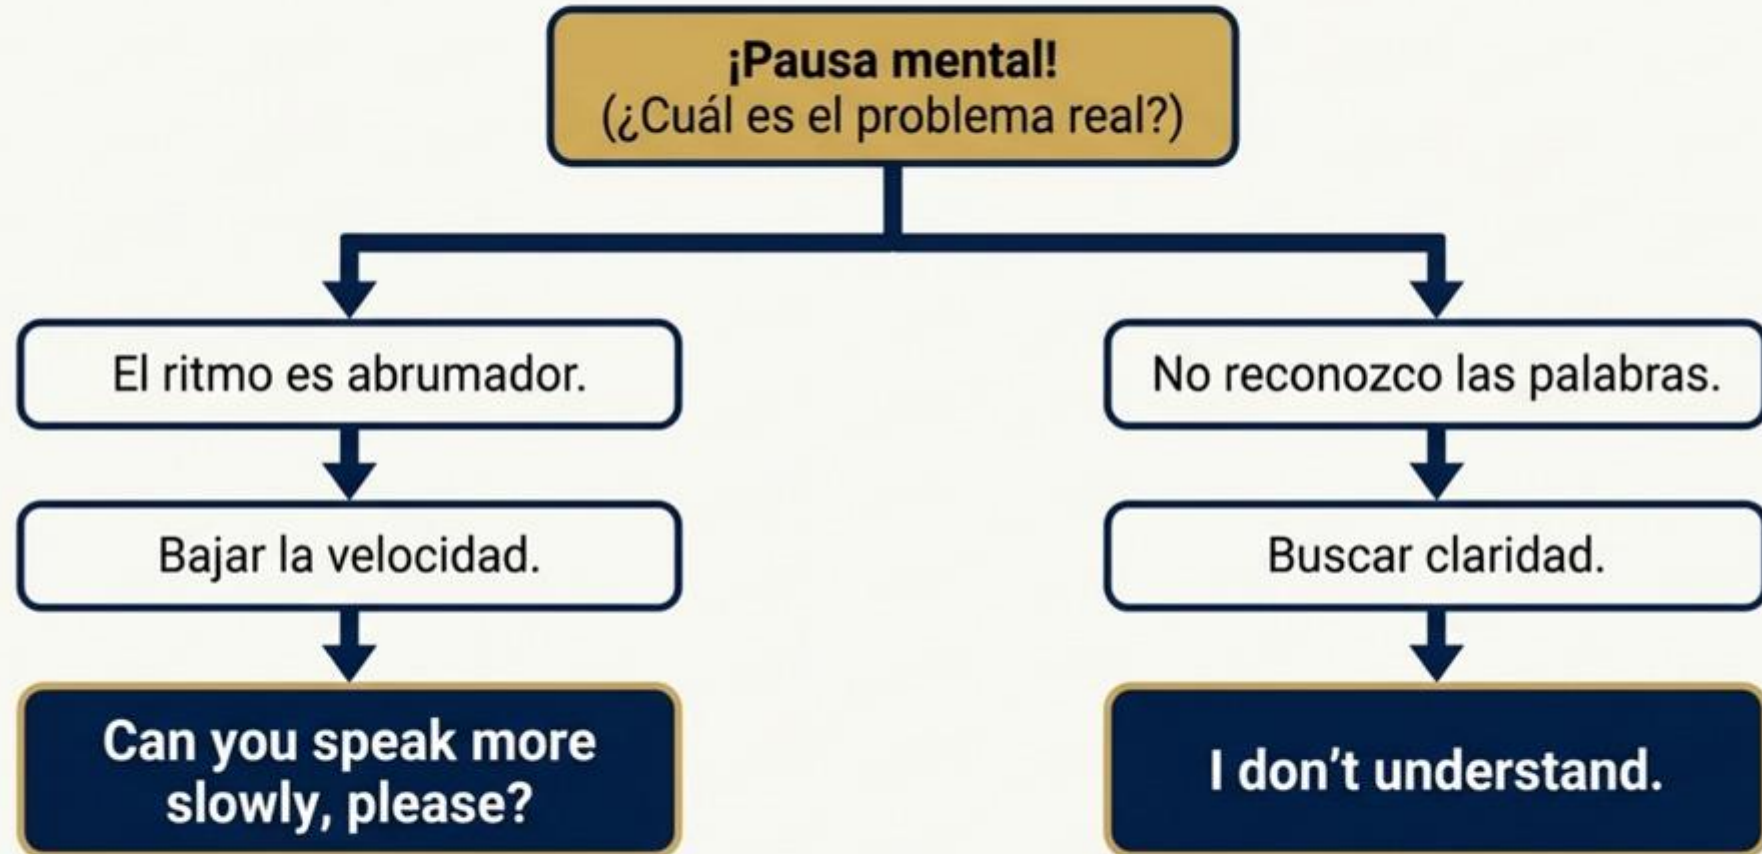 ¡Pausa mental!
(¿Cuál es el problema real?)
El ritmo es abrumador.
No reconozco las palabras.
Bajar la velocidad.
Buscar claridad.
Can you speak more
slowly, please?
I don’t understand.